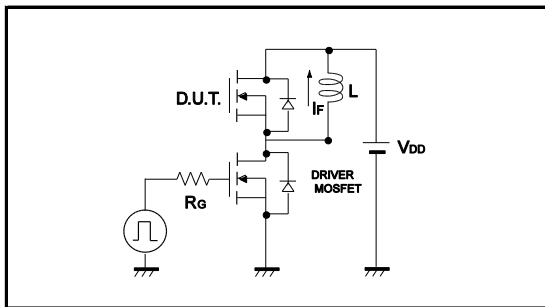 D.U.T.
IF
L
VDD
DRIVER
MOSFET
RG